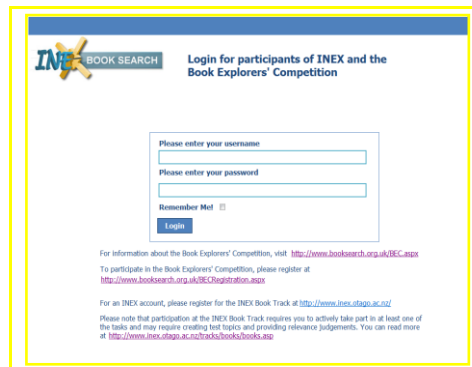 INEX BOOK SEARCH
Login for participants of INEX and the
Book Explorers' Competition
Please enter your username
Please enter your password
Remember Me!
Login
For information about the Book Explorers' Competition, visit http://www.booksearch.org.uk/BEC.aspx
To participate in the Book Explorers' Competition, please register at
http://www.booksearch.org.uk/BECRegistration.aspx
For an INEX account, please register for the INEX Book Track at http://www.inex.otago.ac.nz/
Please note that participation at the INEX Book Track requires you to actively take part in at least one of
the tasks and may require creating test topics and providing relevance judgements. You can read more
at http://www.inex.otago.ac.nz/tracks/books/books.asp